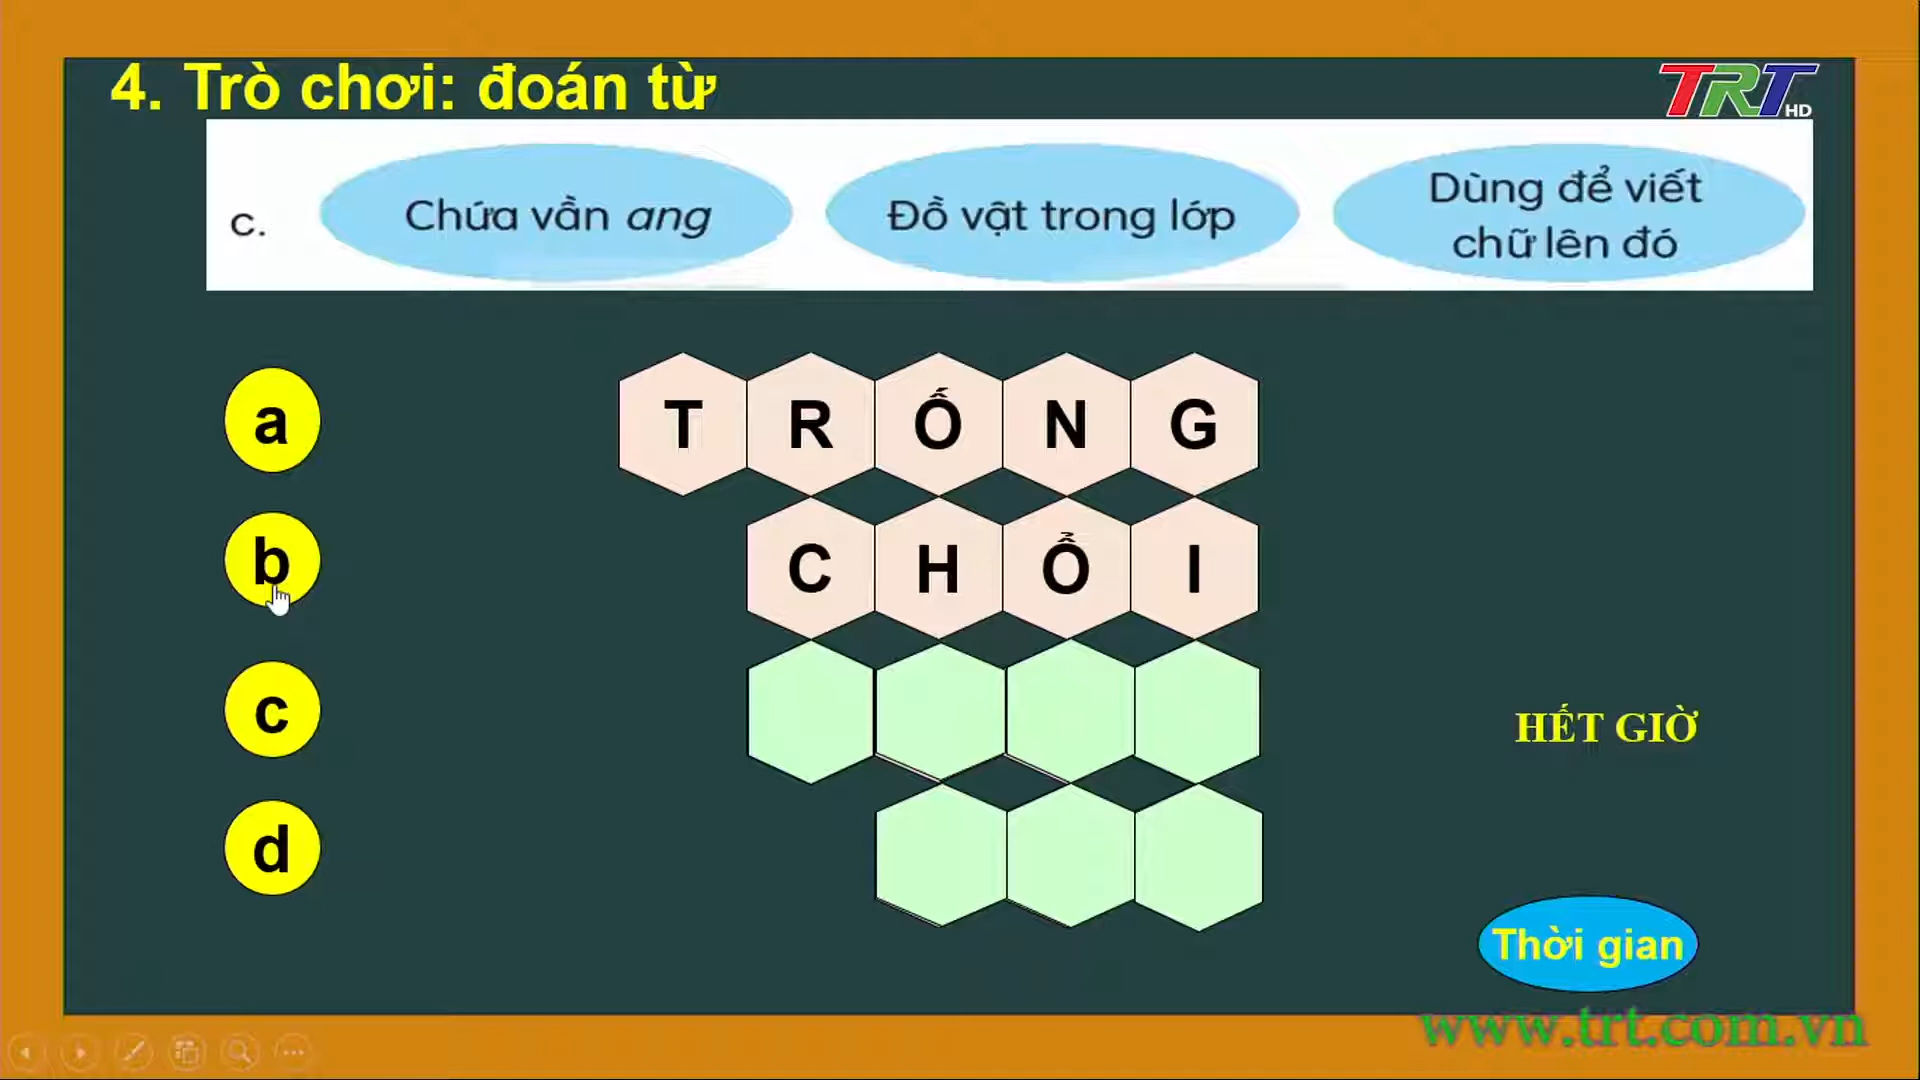 4. Trò chơi: đoán từ
TRT HD
c.
Chứa vần ang
Đồ vật trong lớp
Dùng để viết
chữ lên đó
a
T R Ố N G
b
C H Ổ I
c
HẾT GIỜ
d
Thời gian
www.trt.com.vn